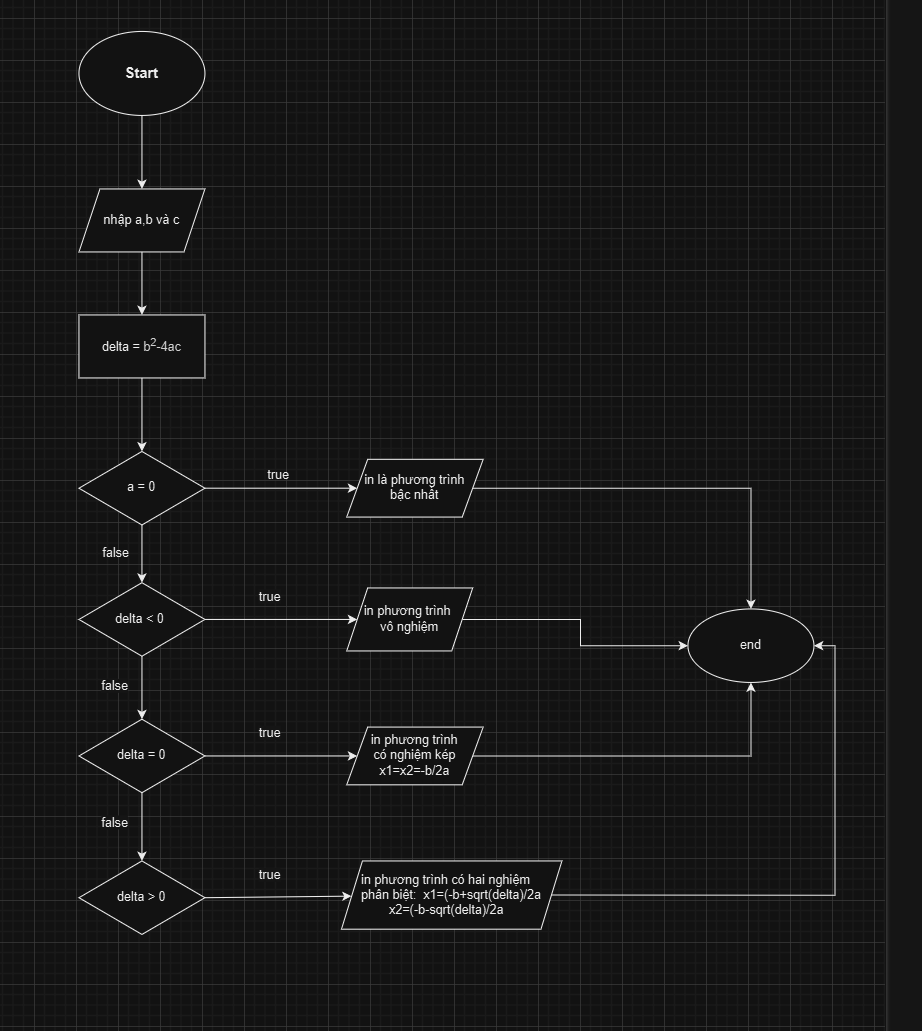 Start
nhập a,b và c
delta = b²-4ac
a = 0
true
in là phương trình
bậc nhất
false
delta < 0
true
in phương trình
vô nghiệm
end
false
delta = 0
true
in phương trình
có nghiệm kép
x1=x2=-b/2a
false
delta > 0
true
in phương trình có hai nghiệm
phân biệt: x1=(-b+sqrt(delta)/2a
x2=(-b-sqrt(delta)/2a